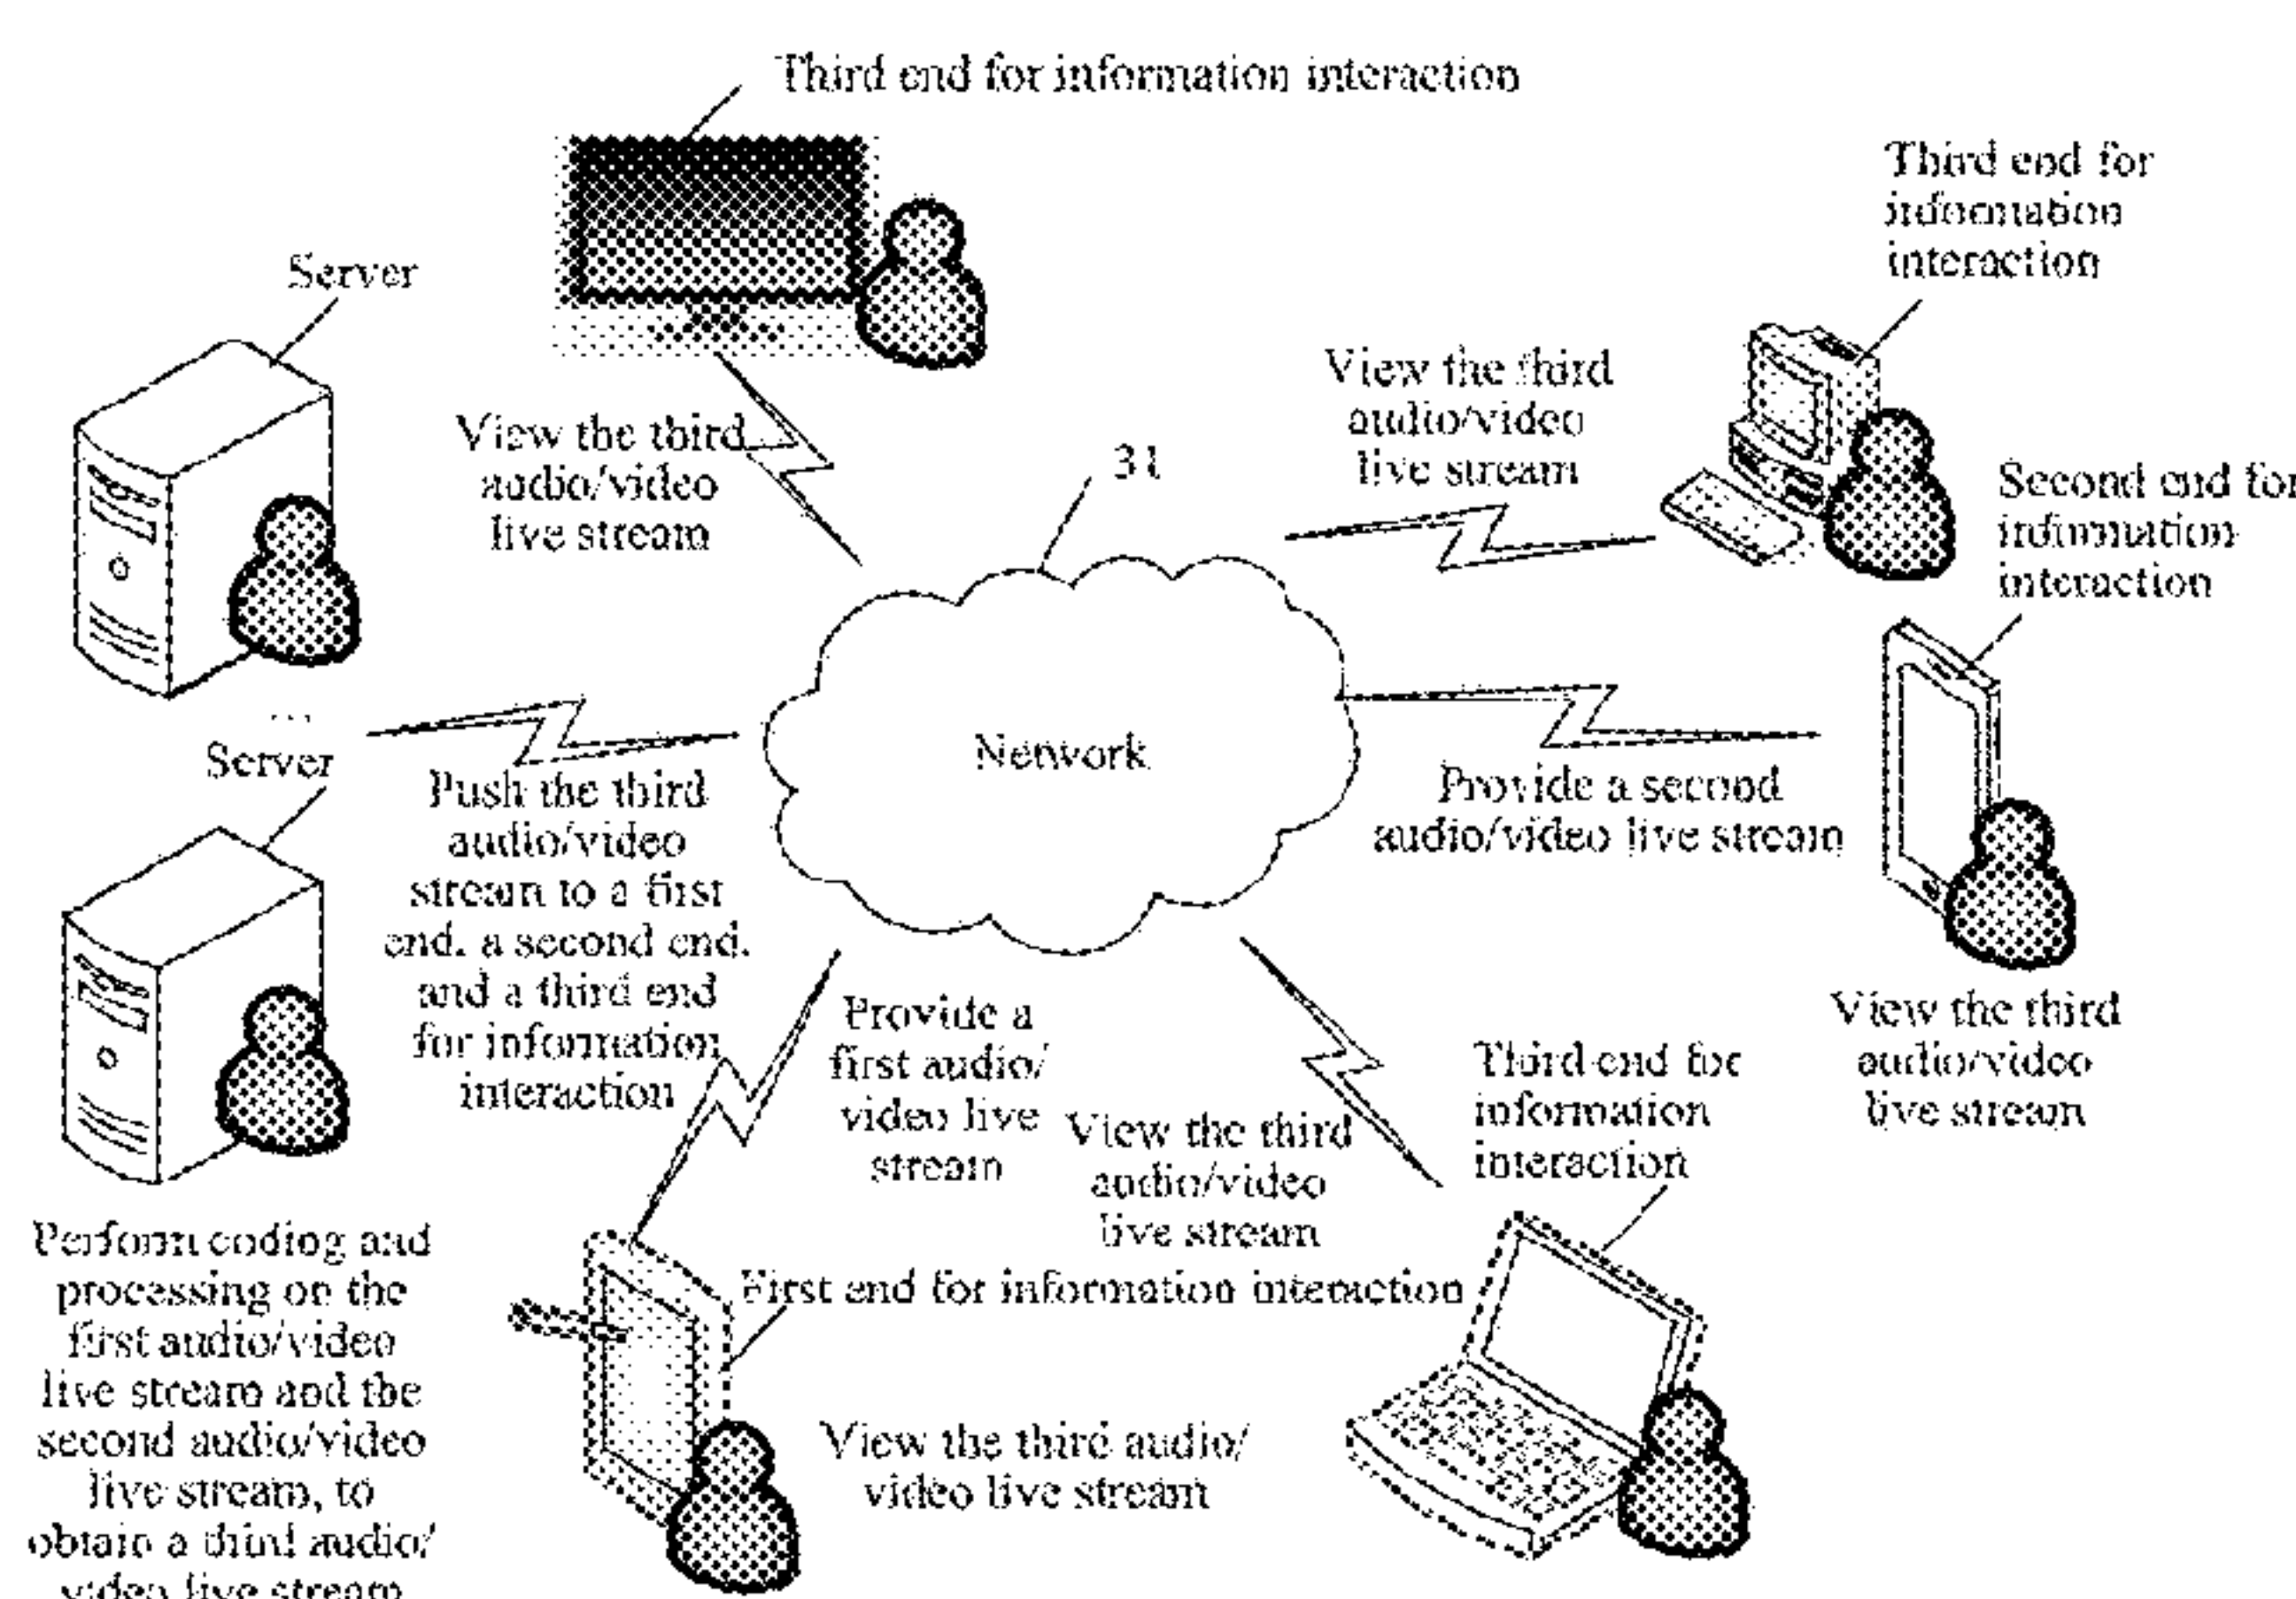 Third end for information interaction
Third end for
information
interaction
Server
View the third
audio/video
live stream
View the third
audio/video
live stream
31
Second end for
information
interaction
Network
...
Server
Push the third
audio/video
stream to a first
end, a second end,
and a third end
for information
interaction
Provide a second
audio/video live stream
Provide a
first audio/
video live
stream
View the third
audio/video
live stream
Third end for
information
interaction
View the third
audio/video
live stream
Perform coding and
processing on the
first audio/video
live stream and the
second audio/video
live stream, to
obtain a third audio/
video live stream
First end for information interaction
View the third audio/
video live stream